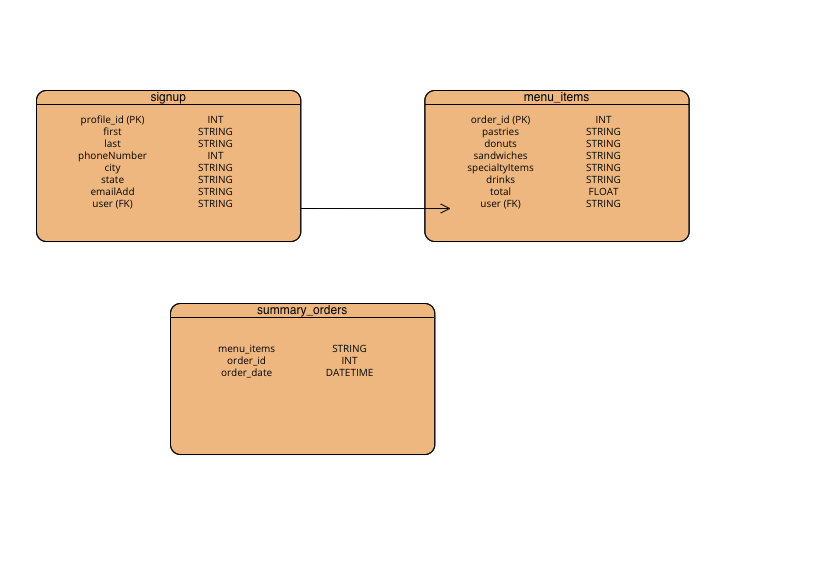 signup
profile_id (PK) INT
first STRING
last STRING
phoneNumber INT
city STRING
state STRING
emailAdd STRING
user (FK) STRING
menu_items
order_id (PK) INT
pastries STRING
donuts STRING
sandwiches STRING
specialtyItems STRING
drinks STRING
total FLOAT
user (FK) STRING
summary_orders
menu_items STRING
order_id INT
order_date DATETIME